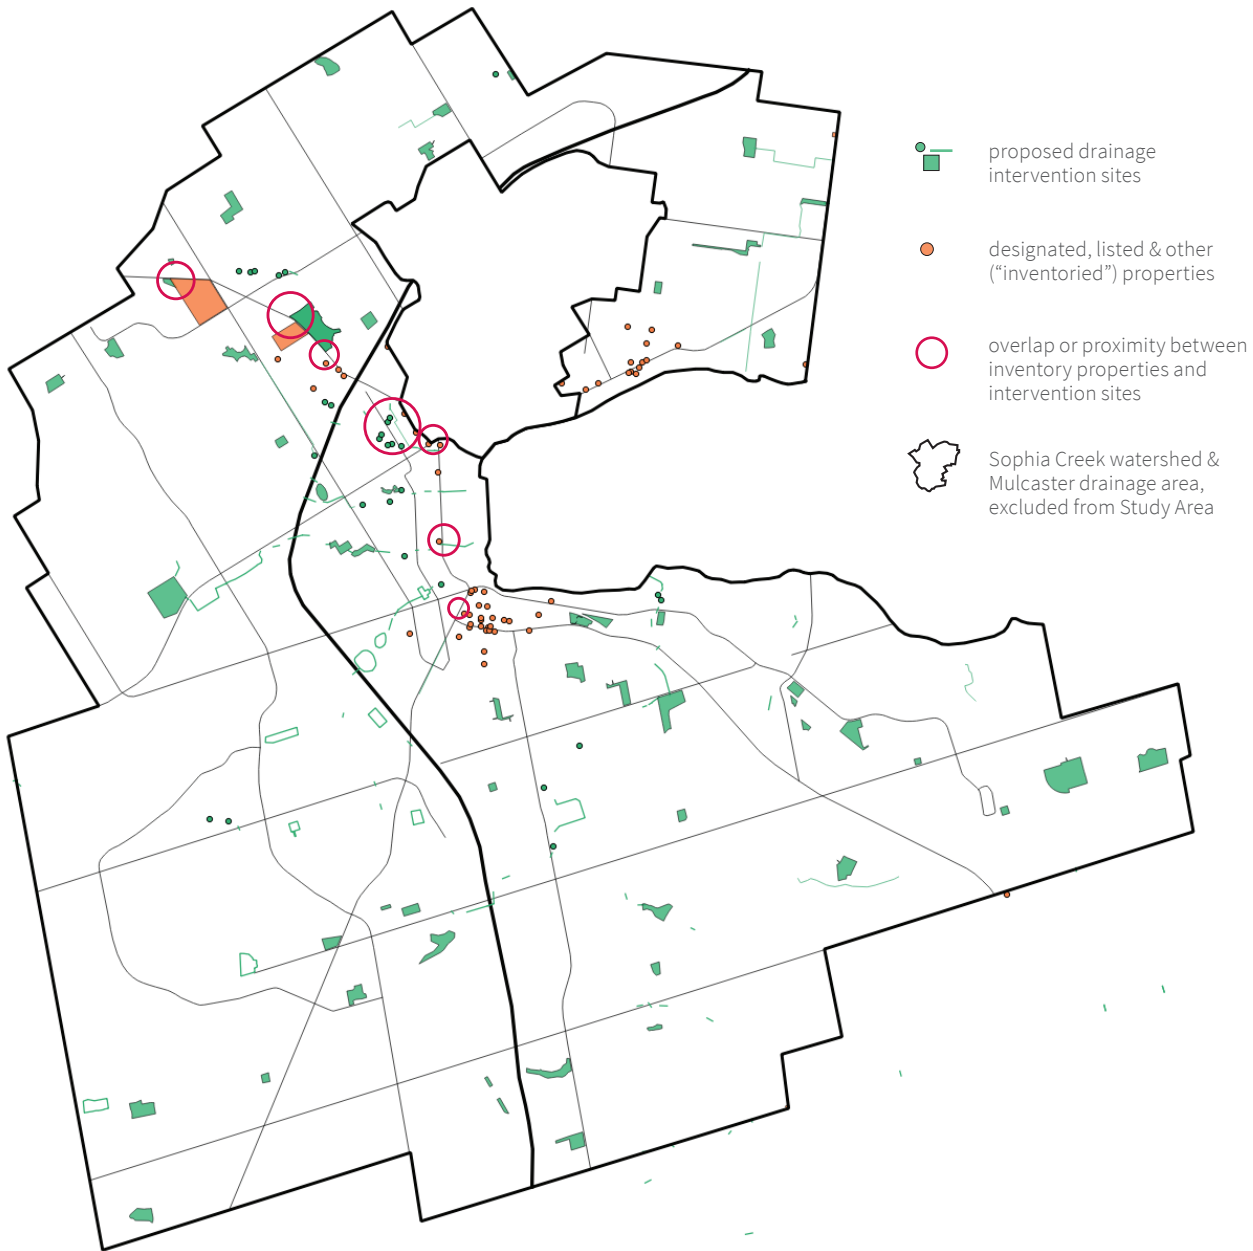 proposed drainage
intervention sites
designated, listed & other
(“inventoried”) properties
overlap or proximity between
inventory properties and
intervention sites
Sophia Creek watershed &
Mulcaster drainage area,
excluded from Study Area